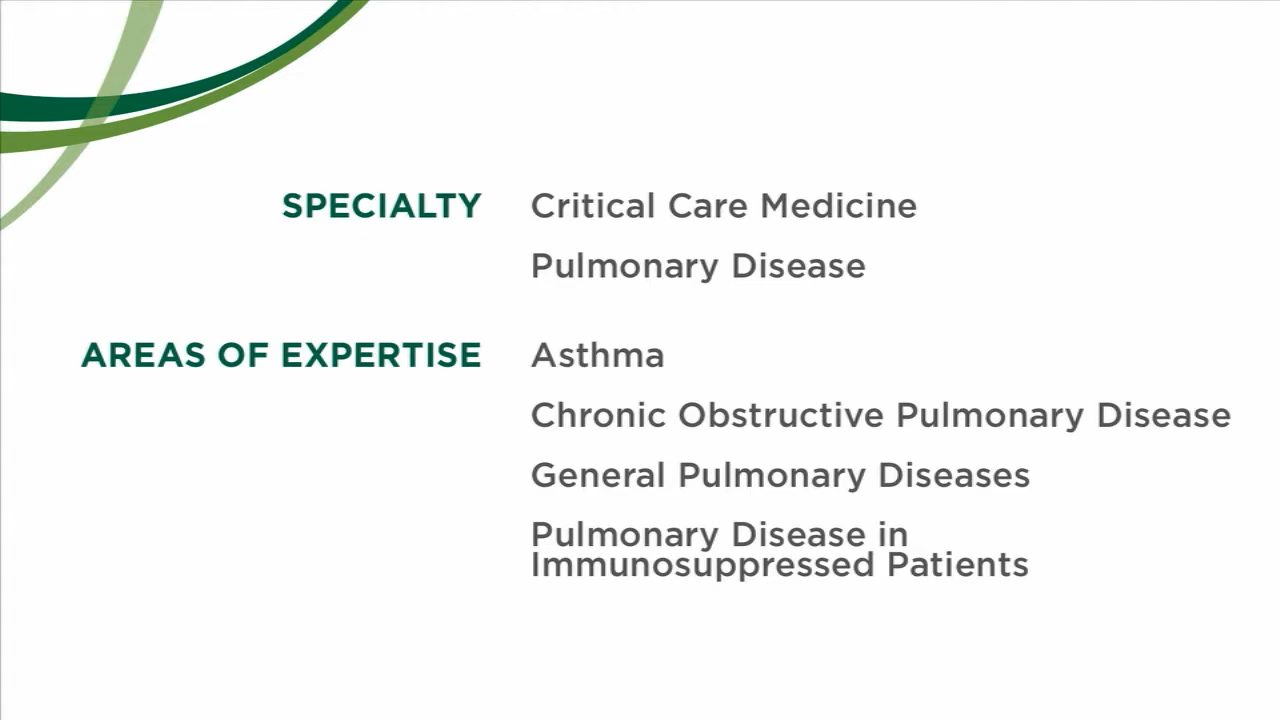 SPECIALTY Critical Care Medicine
Pulmonary Disease
AREAS OF EXPERTISE Asthma
Chronic Obstructive Pulmonary Disease
General Pulmonary Diseases
Pulmonary Disease in
Immunosuppressed Patients